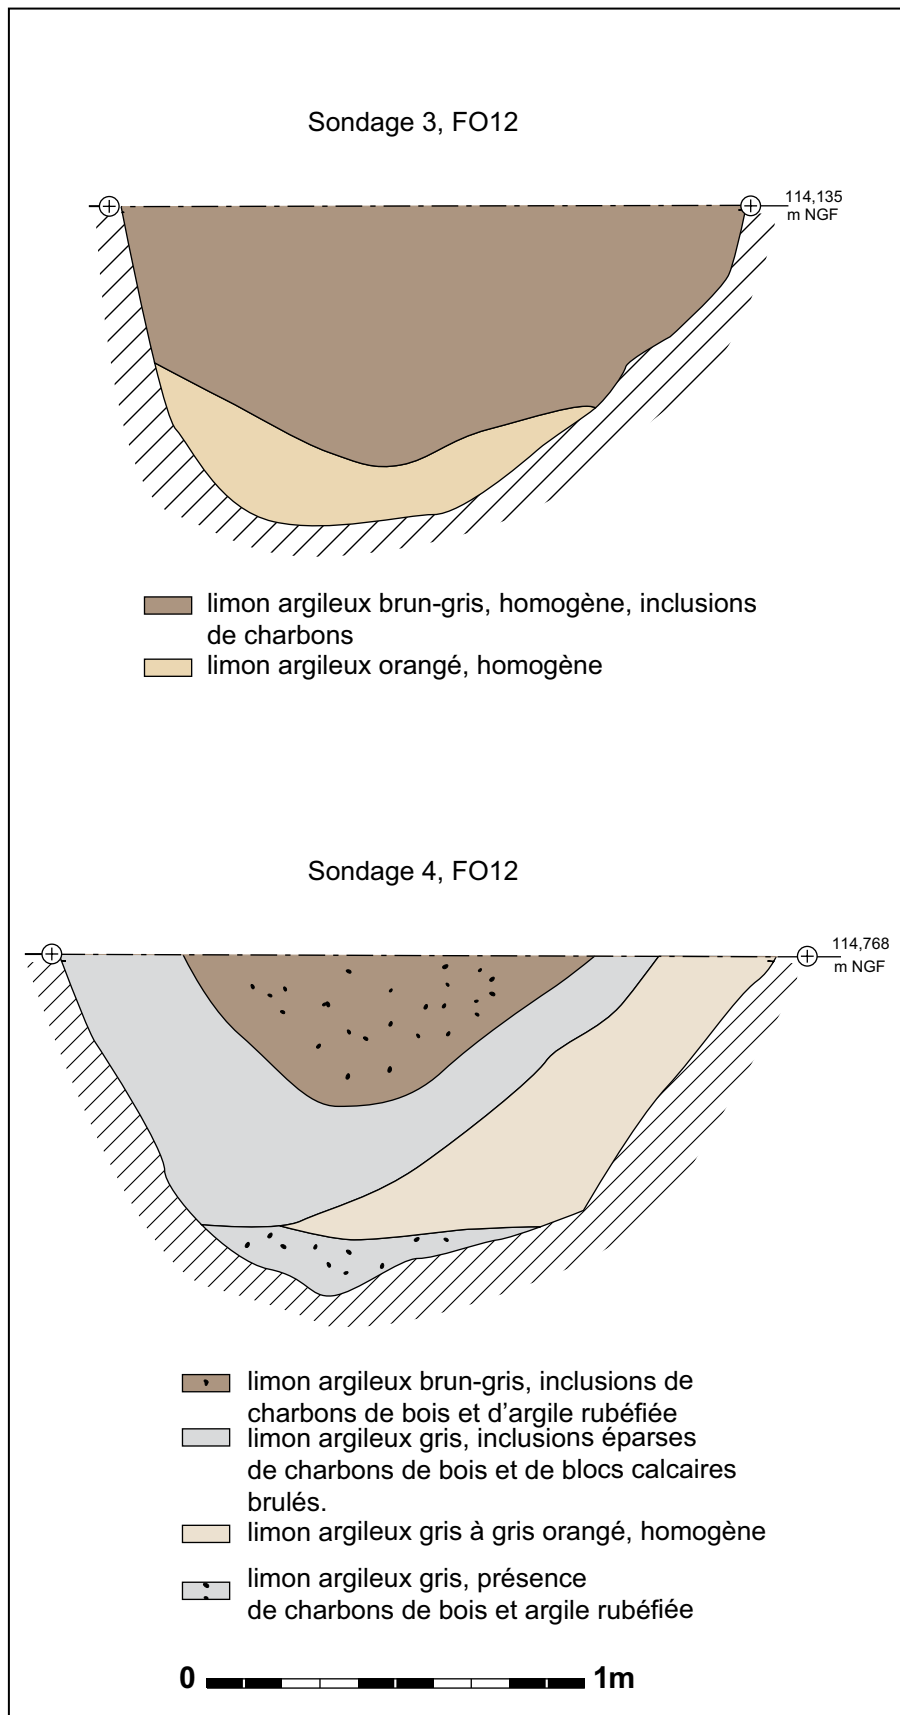 Sondage 3, FO12
114,135
m NGF
limon argileux brun-gris, homogène, inclusions
de charbons
limon argileux orangé, homogène
Sondage 4, FO12
114,768
m NGF
limon argileux brun-gris, inclusions de
charbons de bois et d'argile rubéfiée
limon argileux gris, inclusions éparses
de charbons de bois et de blocs calcaires
brulés.
limon argileux gris à gris orangé, homogène
limon argileux gris, présence
de charbons de bois et argile rubéfiée
0 1m